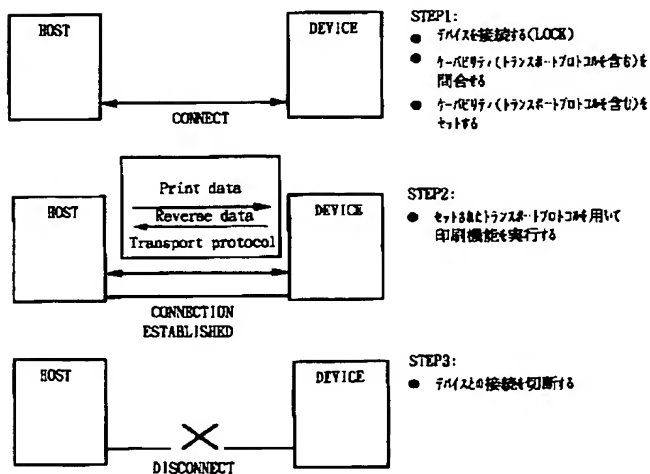 HOST
DEVICE
CONNECT
STEP1:
● デバイスを接続する(LOCK)
● ケーパビリティ(トランスポートプロトコルを含む)を
問合せる
● ケーパビリティ(トランスポートプロトコルを含む)を
セットする
HOST
Print data
Reverse data
Transport protocol
DEVICE
CONNECTION
ESTABLISHED
STEP2:
● セットされたトランスポートプロトコルを用いて
印刷機能を実行する
HOST
DEVICE
DISCONNECT
STEP3:
● デバイスとの接続を切断する